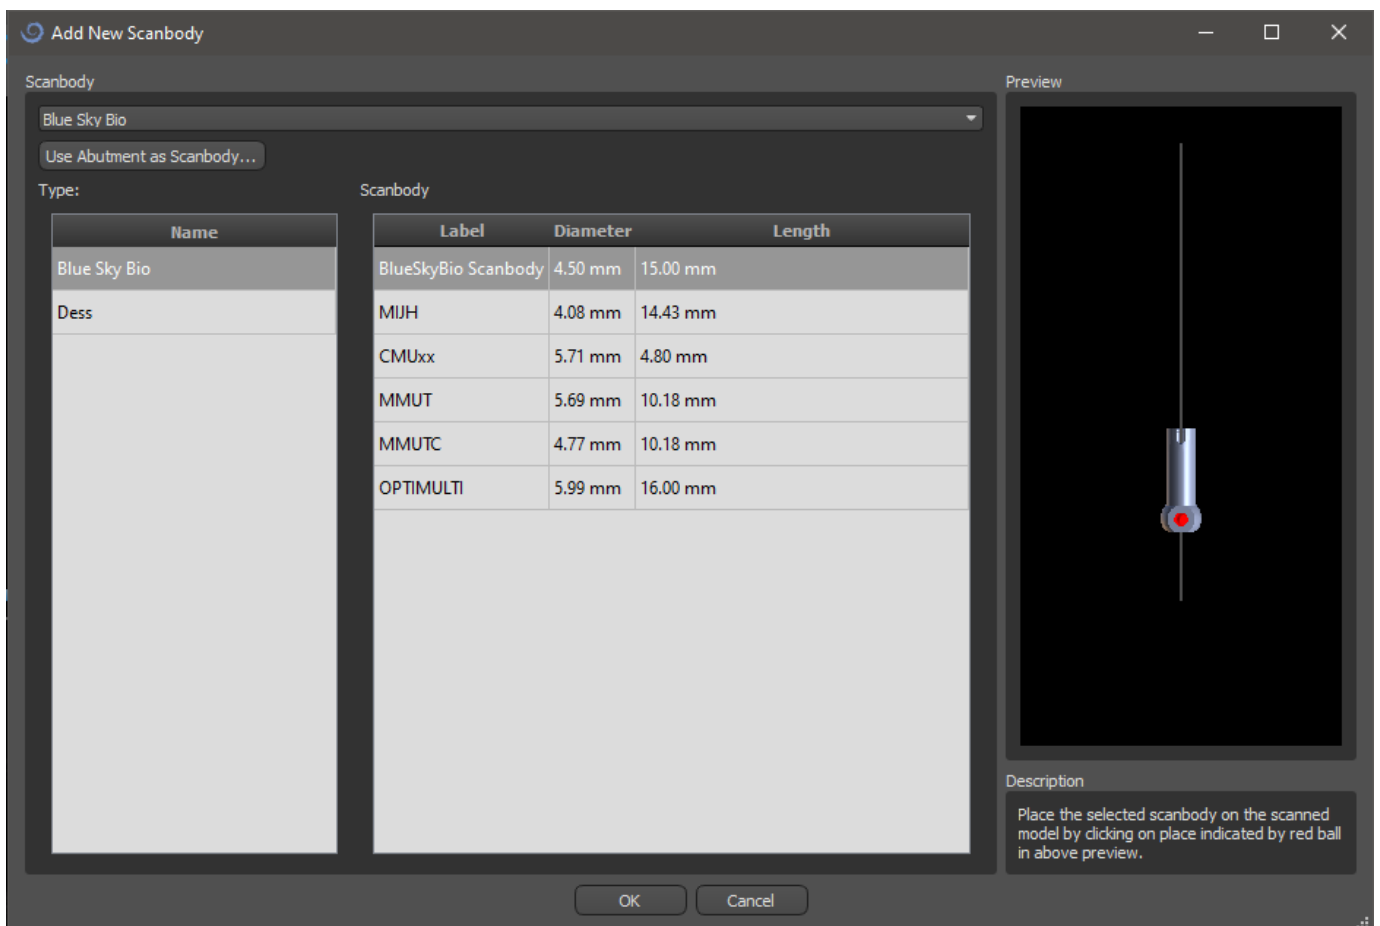 Add New Scanbody
Scanbody
Blue Sky Bio
Use Abutment as Scanbody...
Type:
Name
Blue Sky Bio
Dess
Scanbody
Label Diameter Length
BlueSkyBio Scanbody 4.50 mm 15.00 mm
MIJH 4.08 mm 14.43 mm
CMUxx 5.71 mm 4.80 mm
MMUT 5.69 mm 10.18 mm
MMUTC 4.77 mm 10.18 mm
OPTIMULTI 5.99 mm 16.00 mm
Preview
Description
Place the selected scanbody on the scanned
model by clicking on place indicated by red ball
in above preview.
OK Cancel